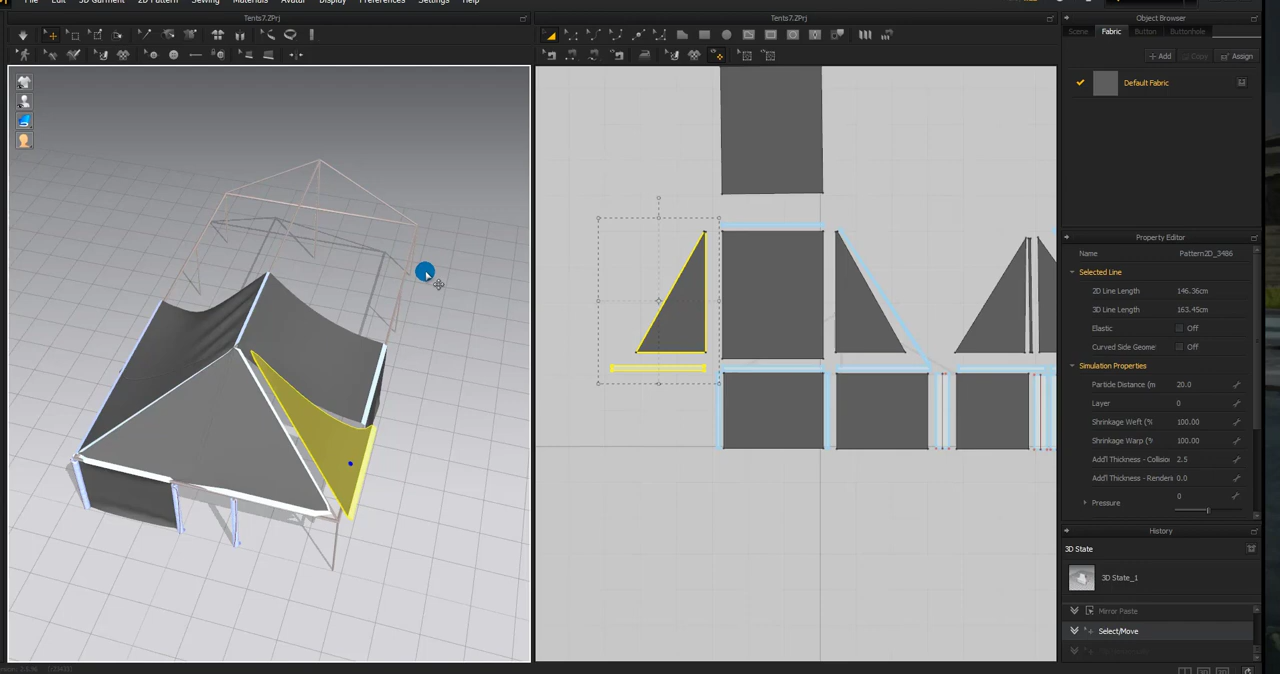 File Edit 3D Garment 2D Pattern Sewing Materials Avatar Display Preferences Settings Help
Tents7.ZPrj
Tents7.ZPrj
Object Browser
Scene Fabric Button Buttonhole
Add Copy Assign
Default Fabric
Property Editor
Name Pattern2D_3486
Selected Line
2D Line Length 146.36cm
3D Line Length 163.45cm
Elastic Off
Curved Side Geome Off
Simulation Properties
Particle Distance (m 20.0
Layer 0
Shrinkage Weft (% 100.00
Shrinkage Warp (% 100.00
Add'l Thickness - Collisio 2.5
Add'l Thickness - Renderi 0.0
Pressure 0
History
3D State
3D State_1
Mirror Paste
Select/Move